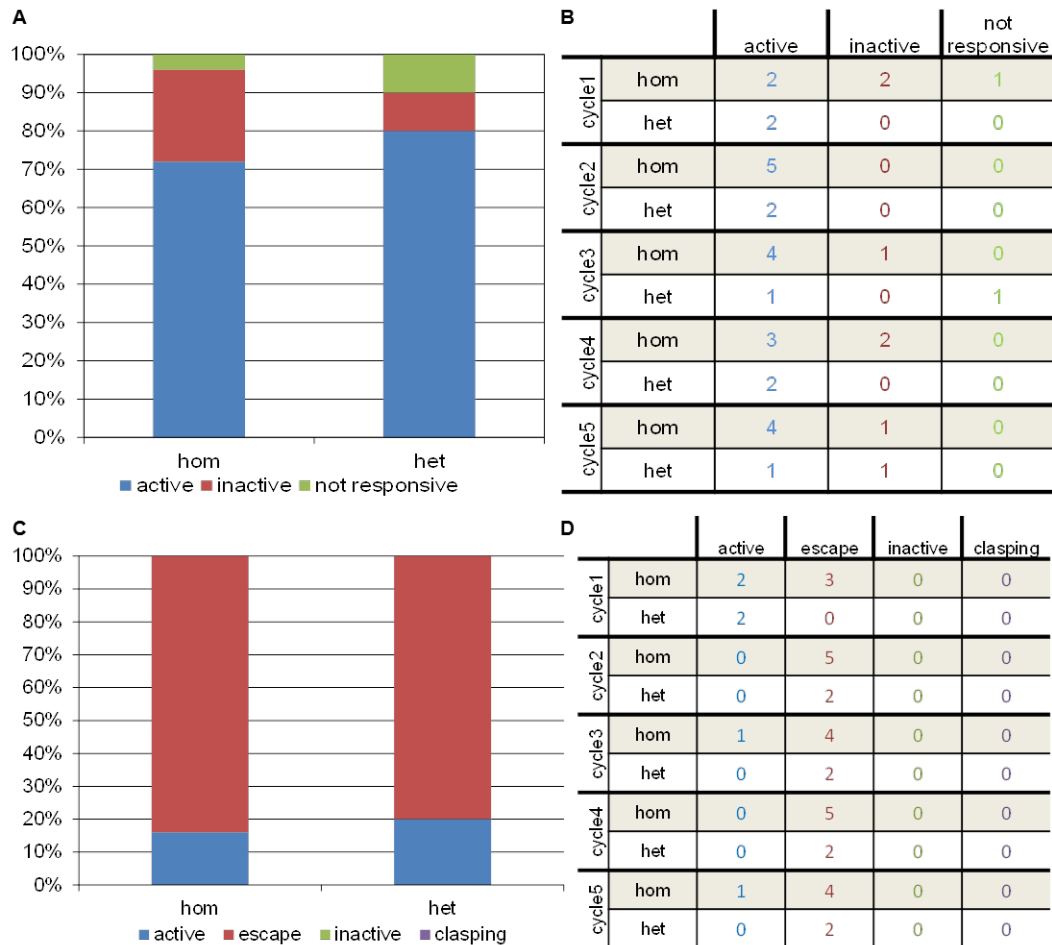 A
100%
90%
80%
70%
60%
50%
40%
30%
20%
10%
0%
hom het
active inactive not responsive
B
active inactive not responsive
cycle1 hom 2 2 1
het 2 0 0
cycle2 hom 5 0 0
het 2 0 0
cycle3 hom 4 1 0
het 1 0 1
cycle4 hom 3 2 0
het 2 0 0
cycle5 hom 4 1 0
het 1 1 0
C
100%
90%
80%
70%
60%
50%
40%
30%
20%
10%
0%
hom het
active escape inactive clasping
D
active escape inactive clasping
cycle1 hom 2 3 0 0
het 2 0 0 0
cycle2 hom 0 5 0 0
het 0 2 0 0
cycle3 hom 1 4 0 0
het 0 2 0 0
cycle4 hom 0 5 0 0
het 0 2 0 0
cycle5 hom 1 4 0 0
het 0 2 0 0